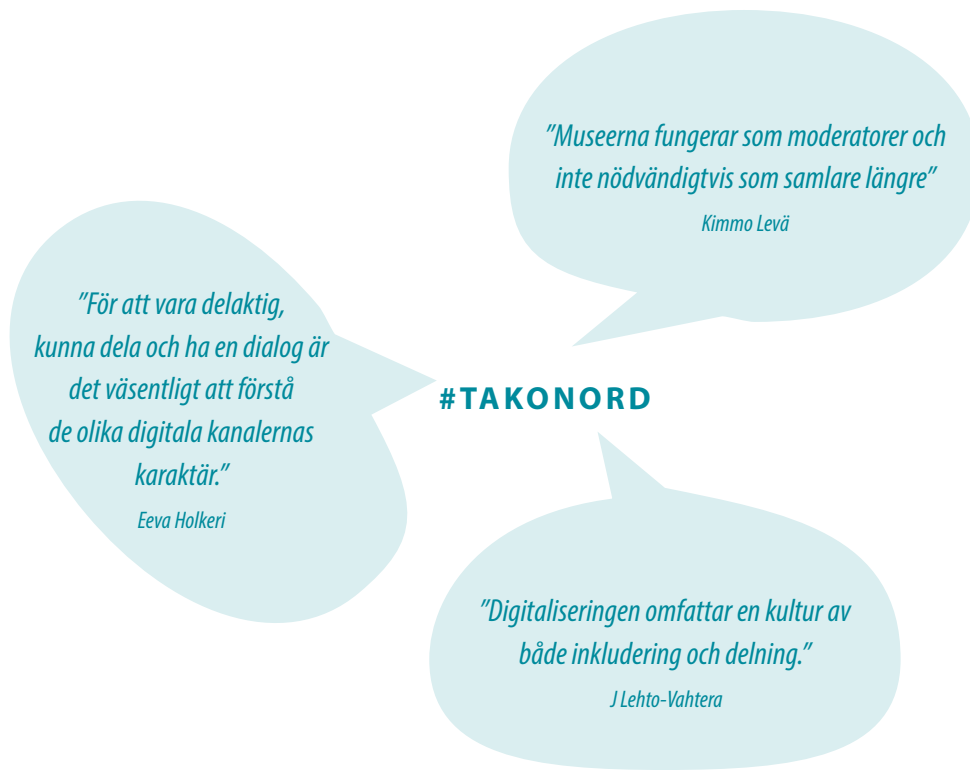 ”Museerna fungerar som moderatorer och
inte nödvändigtvis som samlare längre”
Kimmo Levä
”För att vara delaktig,
kunna dela och ha en dialog är
det väsentligt att förstå
de olika digitala kanalernas
karaktär.”
Eeva Holkeri
#TAKONORD
”Digitaliseringen omfattar en kultur av
både inkludering och delning.”
J Lehto-Vahtera